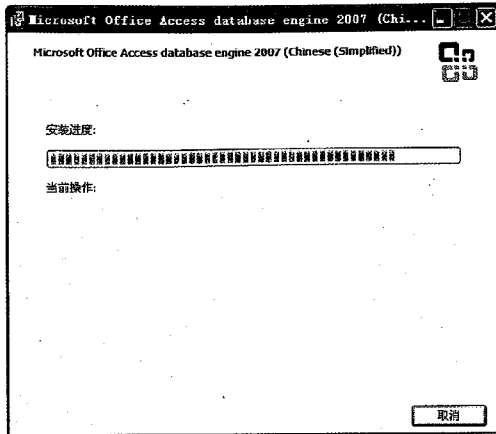 Microsoft Office Access database engine 2007 (Chi...
Microsoft Office Access database engine 2007 (Chinese (Simplified))
安装进度:
当前操作:
取消